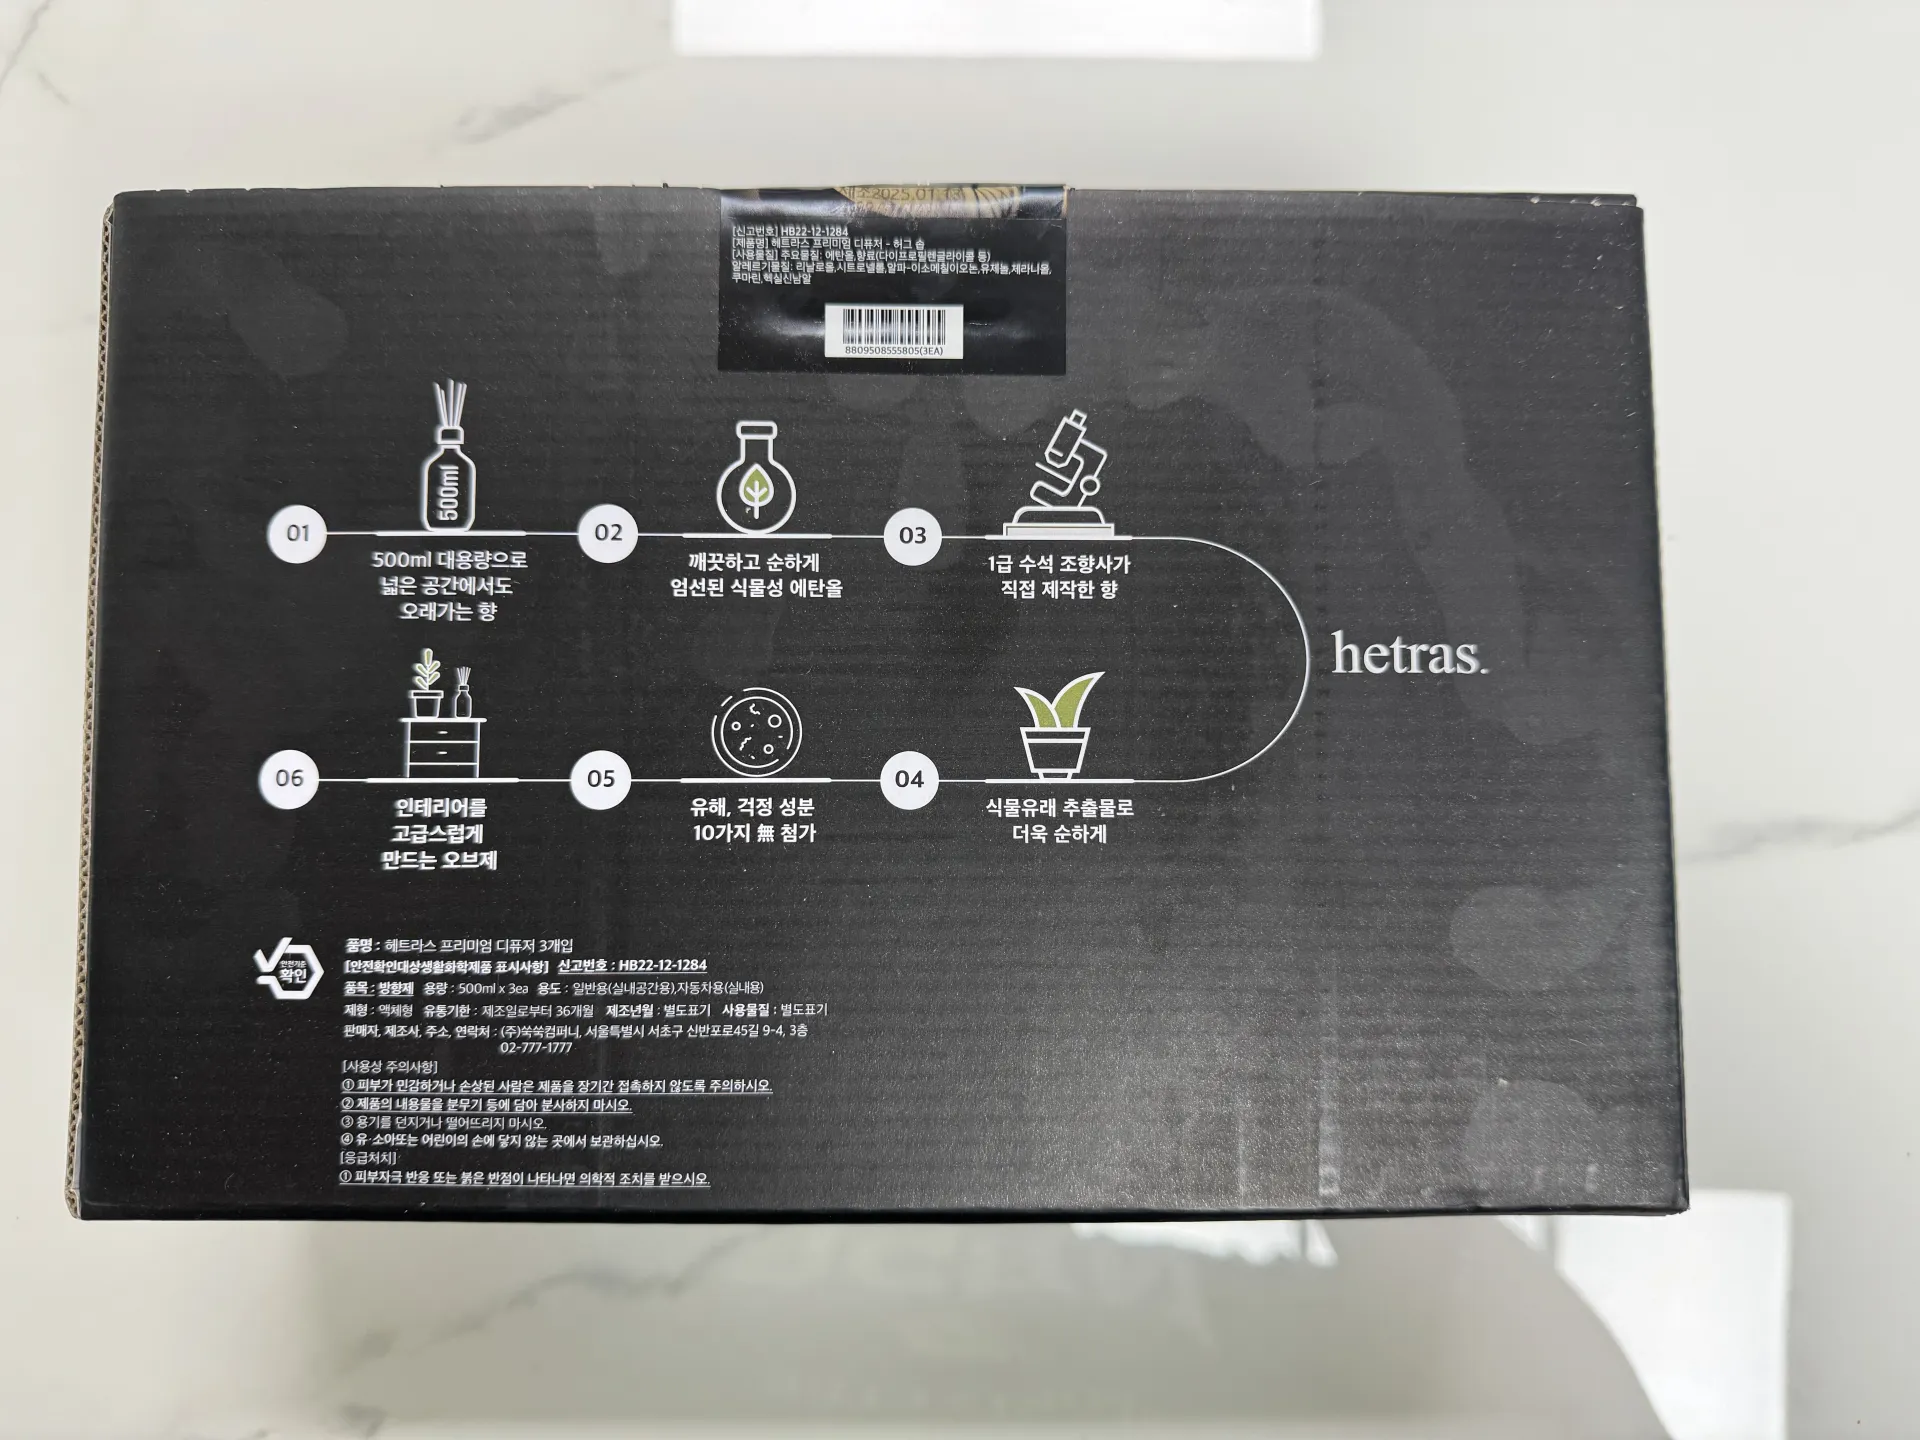 제조2025.01.13
[신고번호] HB22-12-1284
[제품명] 헤트라스 프리미엄 디퓨저 - 허그 솝
[사용물질] 주요물질: 에탄올,향료(다이프로필렌글라이콜 등)
알레르기물질: 리날로올,시트로넬롤,알파-이소메칠이오논,유제놀,제라니올,
쿠마린,헥실신남알
8809508555805(3EA)
500ml
01
02
03
500ml 대용량으로
넓은 공간에서도
오래가는 향
깨끗하고 순하게
엄선된 식물성 에탄올
1급 수석 조향사가
직접 제작한 향
hetras.
06
05
04
인테리어를
고급스럽게
만드는 오브제
유해, 걱정 성분
10가지 無 첨가
식물유래 추출물로
더욱 순하게
안전기준
확인
품명 : 헤트라스 프리미엄 디퓨저 3개입
[안전확인대상생활화학제품 표시사항] 신고번호 : HB22-12-1284
품목 : 방향제 용량 : 500ml x 3ea 용도 : 일반용(실내공간용),자동차용(실내용)
제형 : 액체형 유통기한 : 제조일로부터 36개월 제조년월 : 별도표기 사용물질 : 별도표기
판매자, 제조사, 주소, 연락처 : (주)쑥쑥컴퍼니, 서울특별시 서초구 신반포로45길 9-4, 3층
02-777-1777
[사용상 주의사항]
① 피부가 민감하거나 손상된 사람은 제품을 장기간 접촉하지 않도록 주의하시오.
② 제품의 내용물을 분무기 등에 담아 분사하지 마시오.
③ 용기를 던지거나 떨어뜨리지 마시오.
④ 유·소아또는 어린이의 손에 닿지 않는 곳에서 보관하십시오.
[응급처치]
① 피부자극 반응 또는 붉은 반점이 나타나면 의학적 조치를 받으시오.